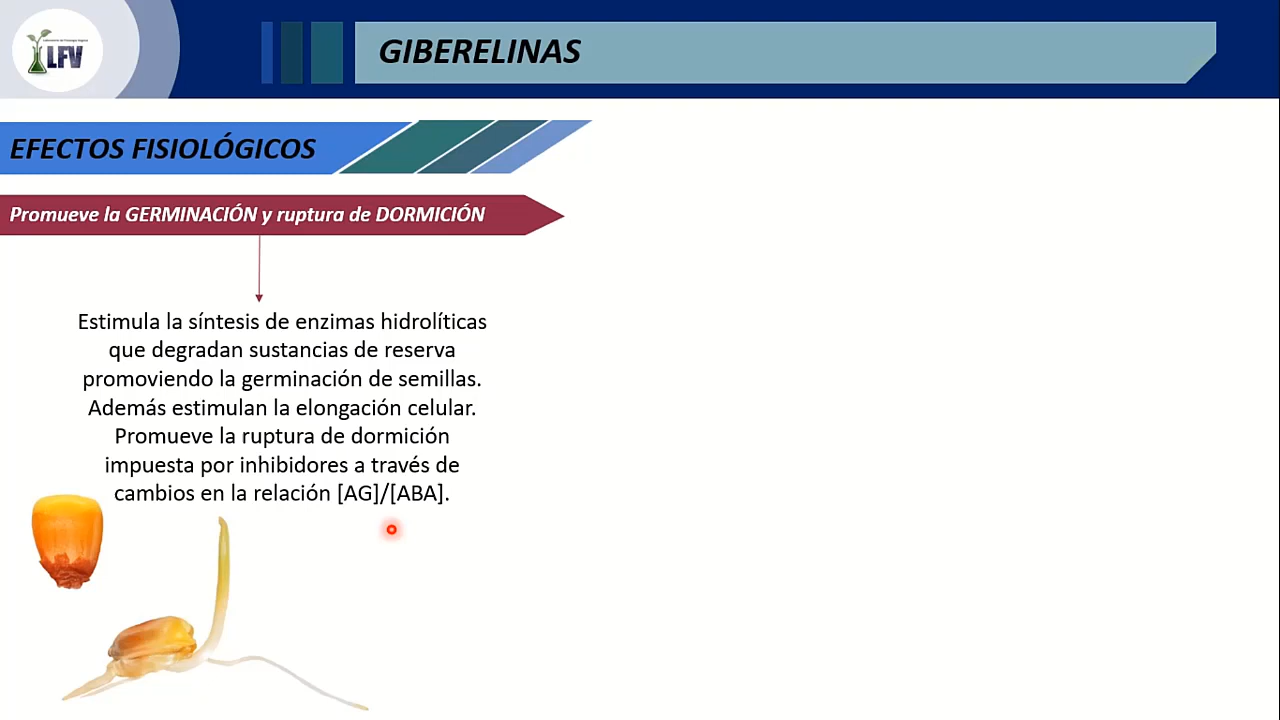 LFV
GIBERELINAS
EFECTOS FISIOLÓGICOS
Promueve la GERMINACIÓN y ruptura de DORMICIÓN
Estimula la síntesis de enzimas hidrolíticas
que degradan sustancias de reserva
promoviendo la germinación de semillas.
Además estimulan la elongación celular.
Promueve la ruptura de dormición
impuesta por inhibidores a través de
cambios en la relación [AG]/[ABA].